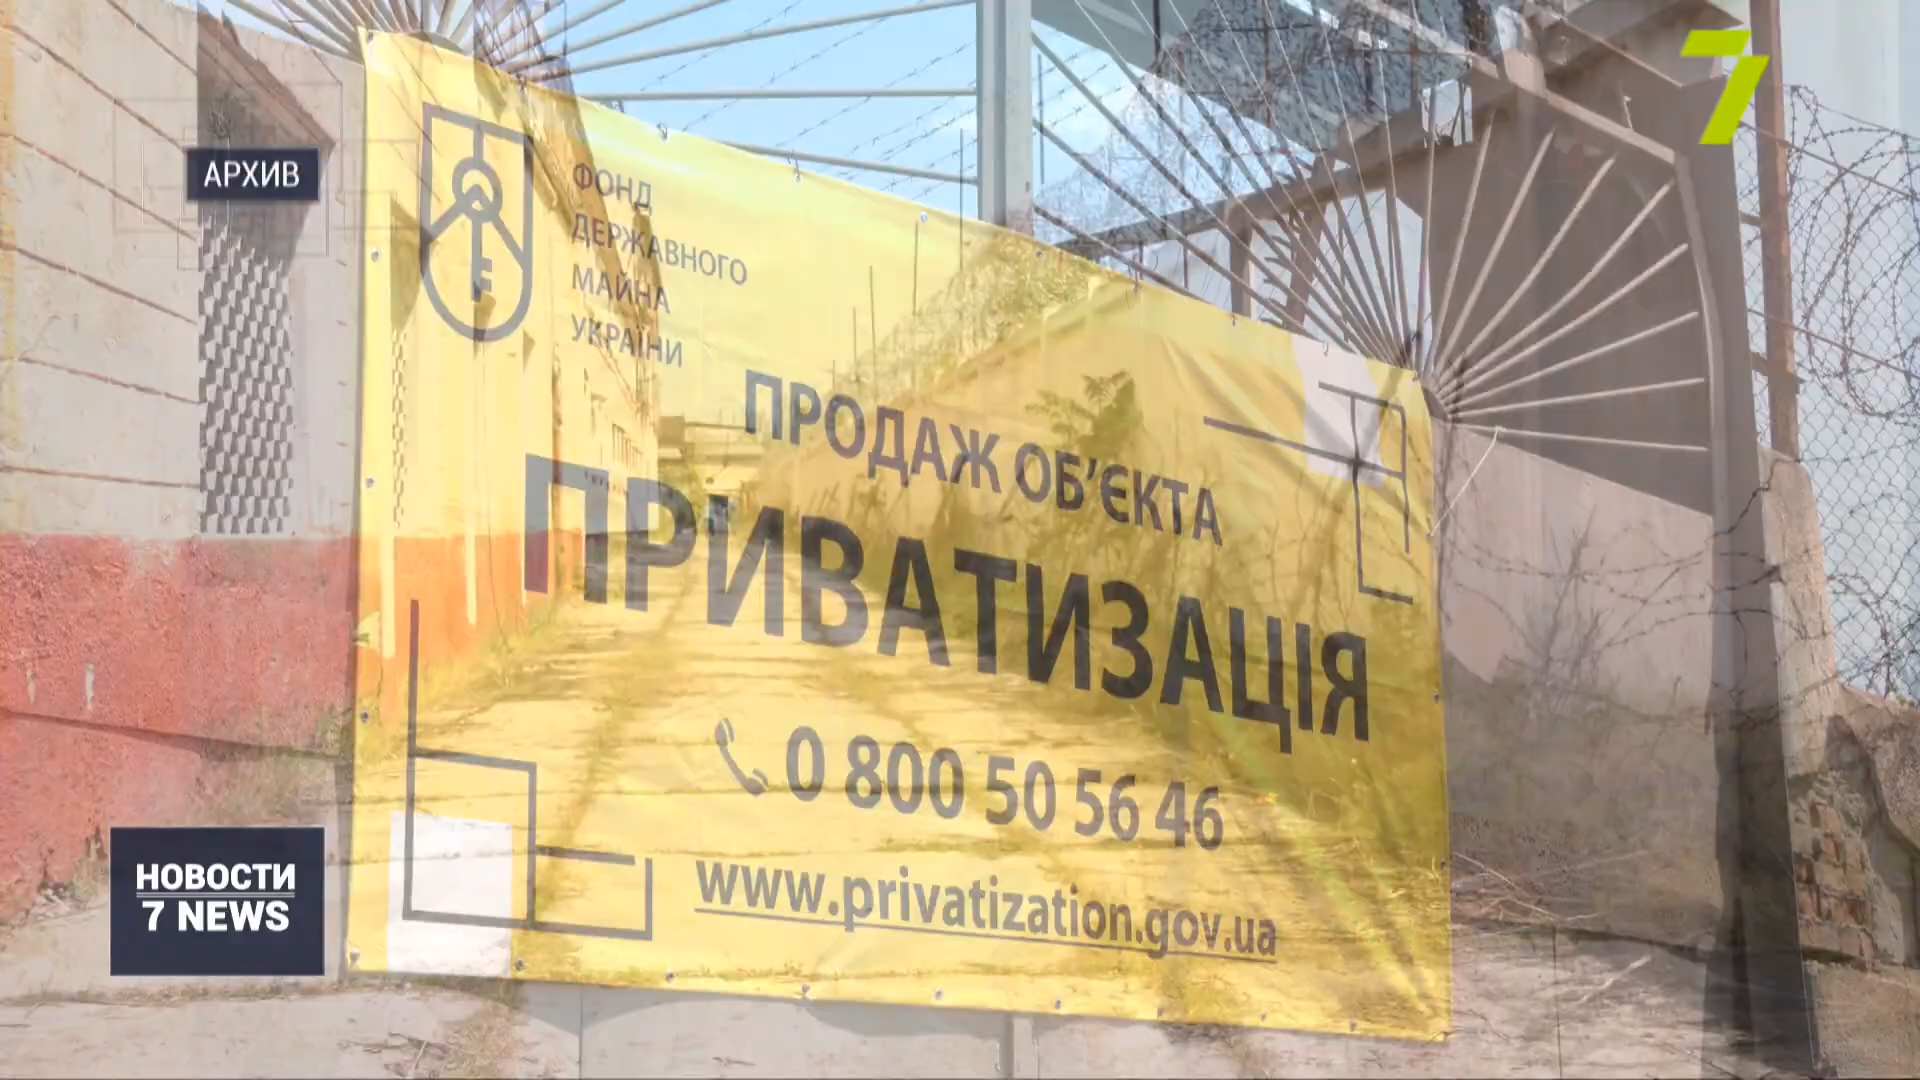 7
АРХИВ
ФОНД
ДЕРЖАВНОГО
МАЙНА
УКРАЇНИ
ПРОДАЖ ОБ’ЄКТА
ПРИВАТИЗАЦІЯ
0 800 50 56 46
www.privatization.gov.ua
НОВОСТИ
7 NEWS